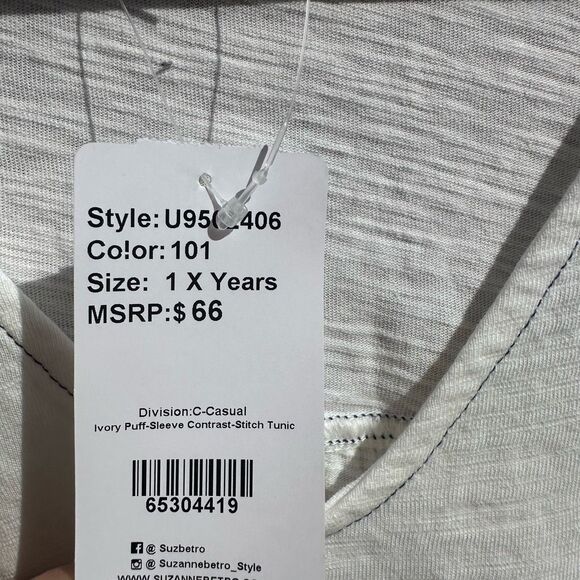 Style:
Color: 101
Size: 1 X Years
MSRP:$ 66
Division:C-Casual
Ivory Puff-Sleeve Contrast-Stitch Tunic
65304419
@ Suzbetro
@ Suzannebetro_Style